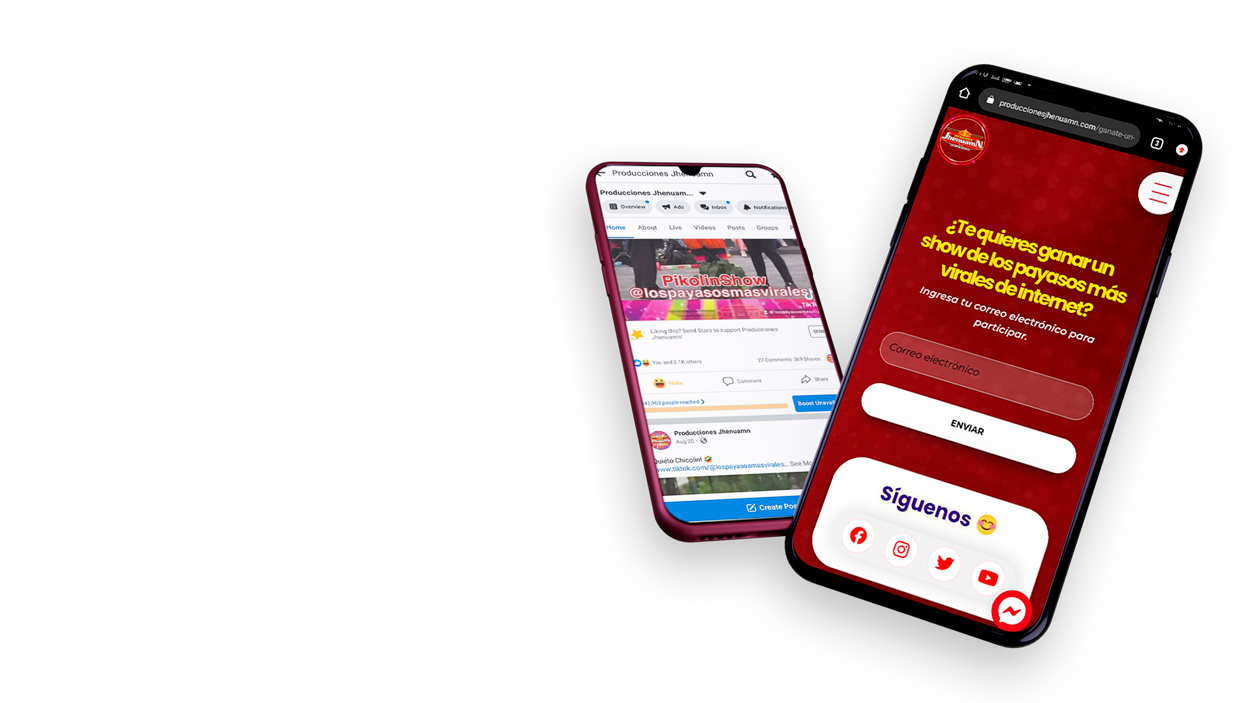 Producciones Jhenuamn
Producciones Jhenuam...
Overview
Ads
Inbox
Notifications
Home
About
Live
Videos
Posts
Groups
PikolinShow
@lospayasosmasvirales
Liking this? Send Stars to support Producciones
Jhenuamn!
You and 2.1K others
27 Comments
369 Shares
Haha
Comment
Share
43,903 people reached
Boost Unavail
Producciones Jhenuamn
Aug 20
Quieto Chicolin!
www.tiktok.com/@lospayasosmasvirales... See Mo
Create Pos
produccionesjhenuamn.com/ganate-un-
3
JhenuamN
¿Te quieres ganar un
show de los payasos más
virales de internet?
Ingresa tu correo electrónico para
participar.
Correo electrónico
ENVIAR
Síguenos